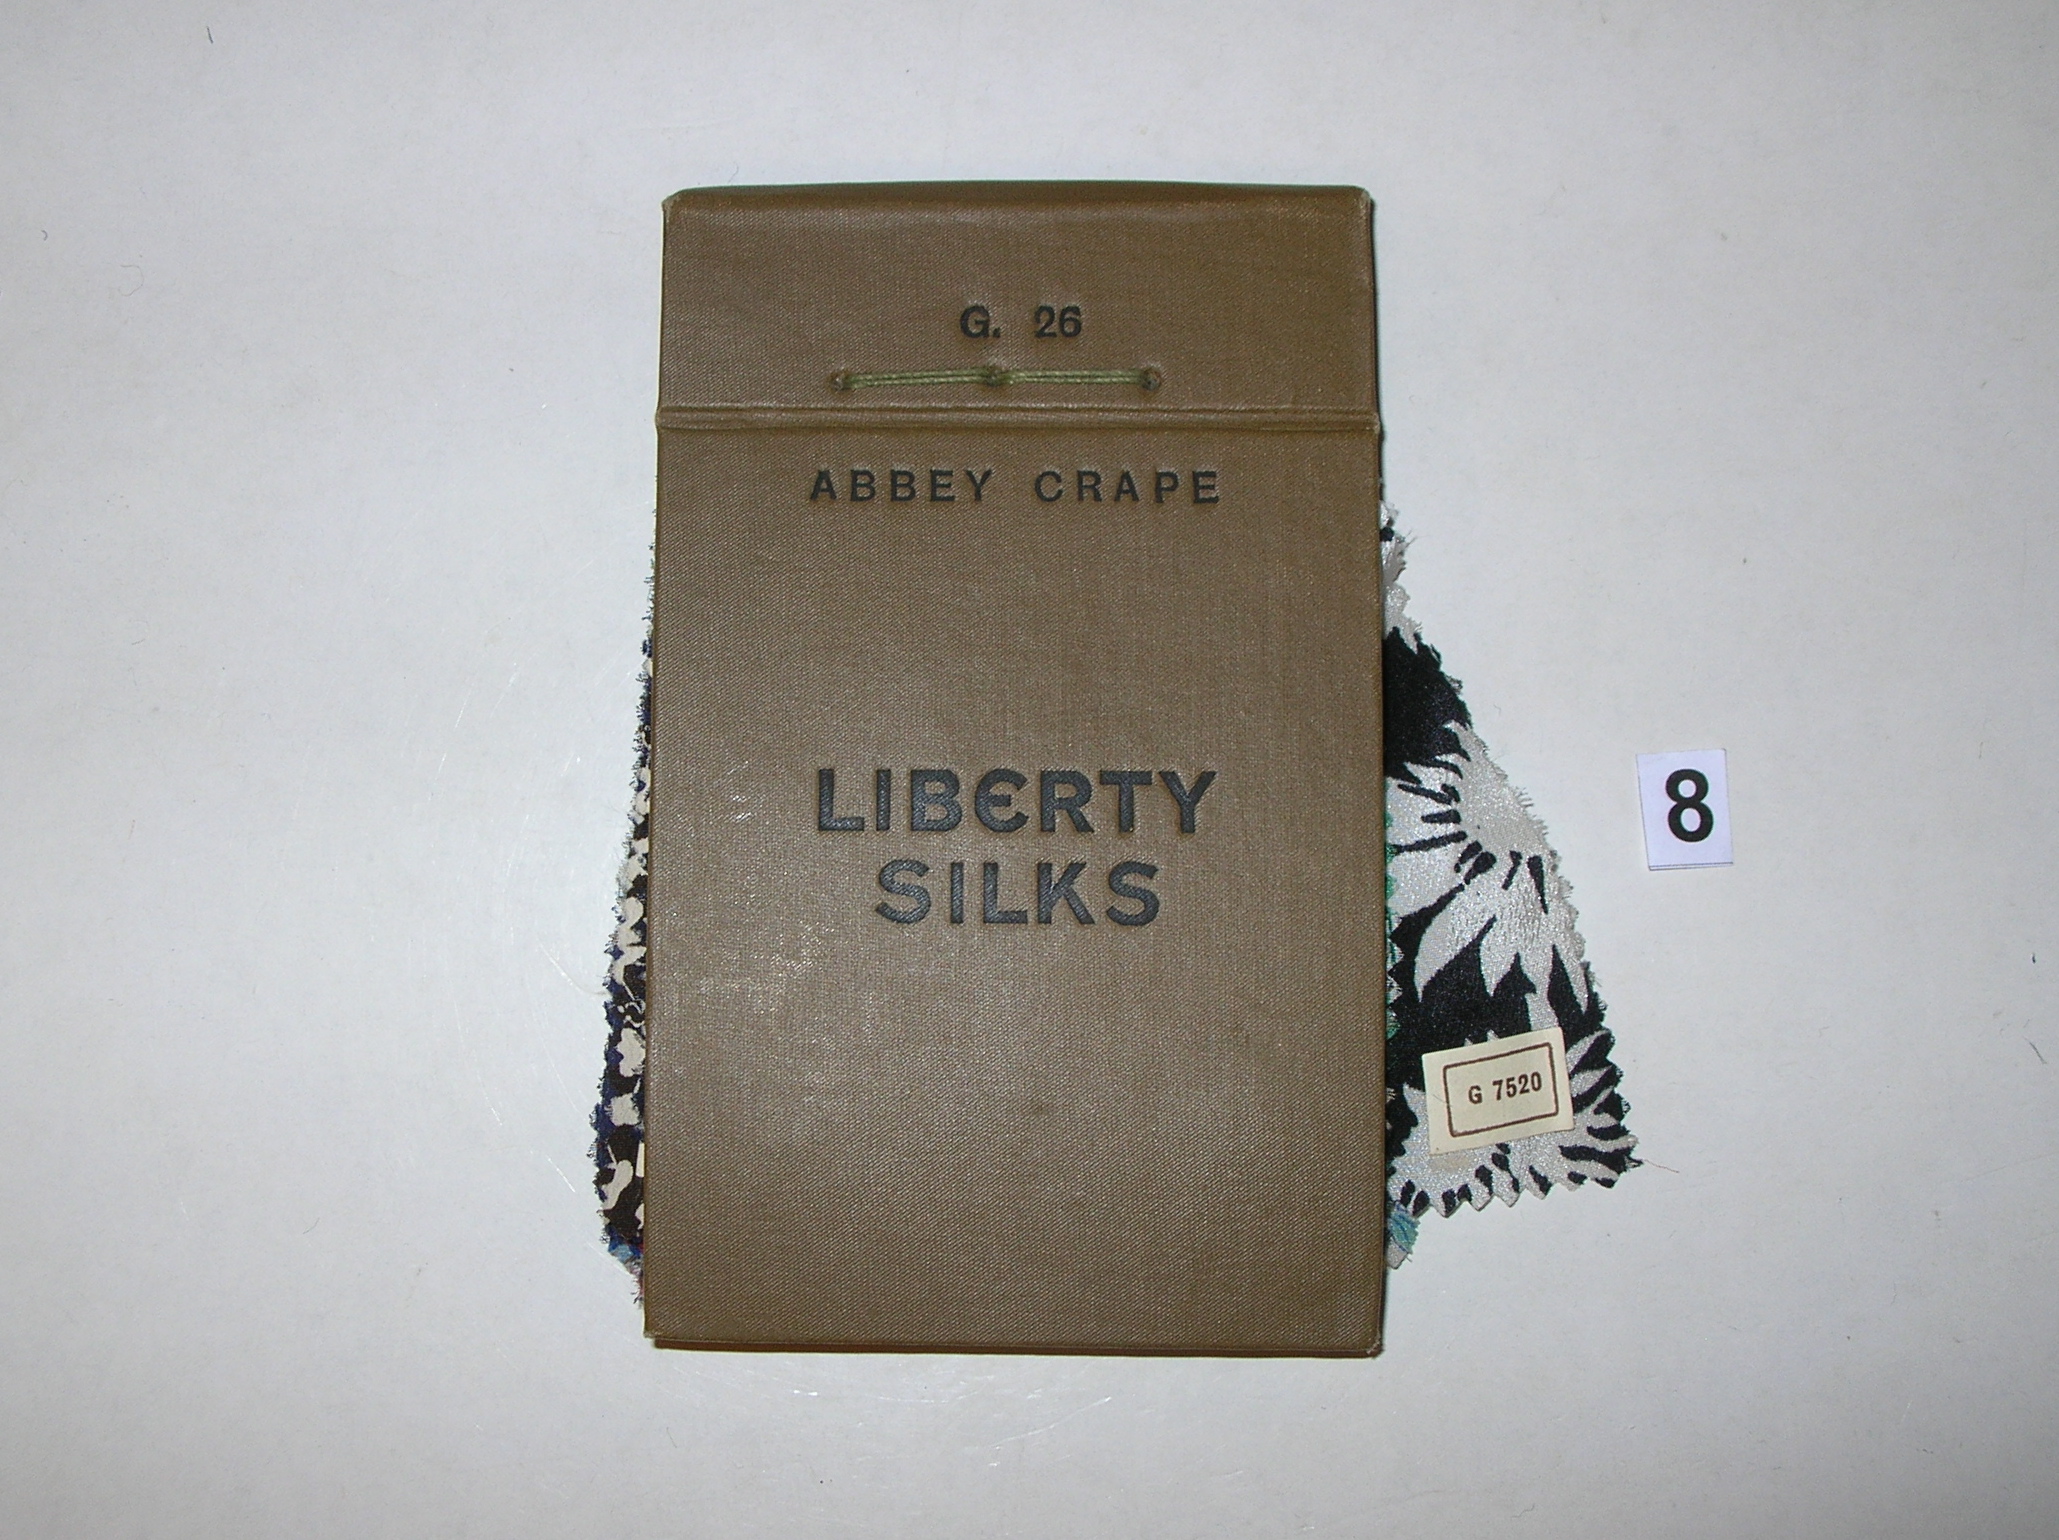 G. 26
ABBEY CRAPE
LIBERTY
SILKS
8
G 7520